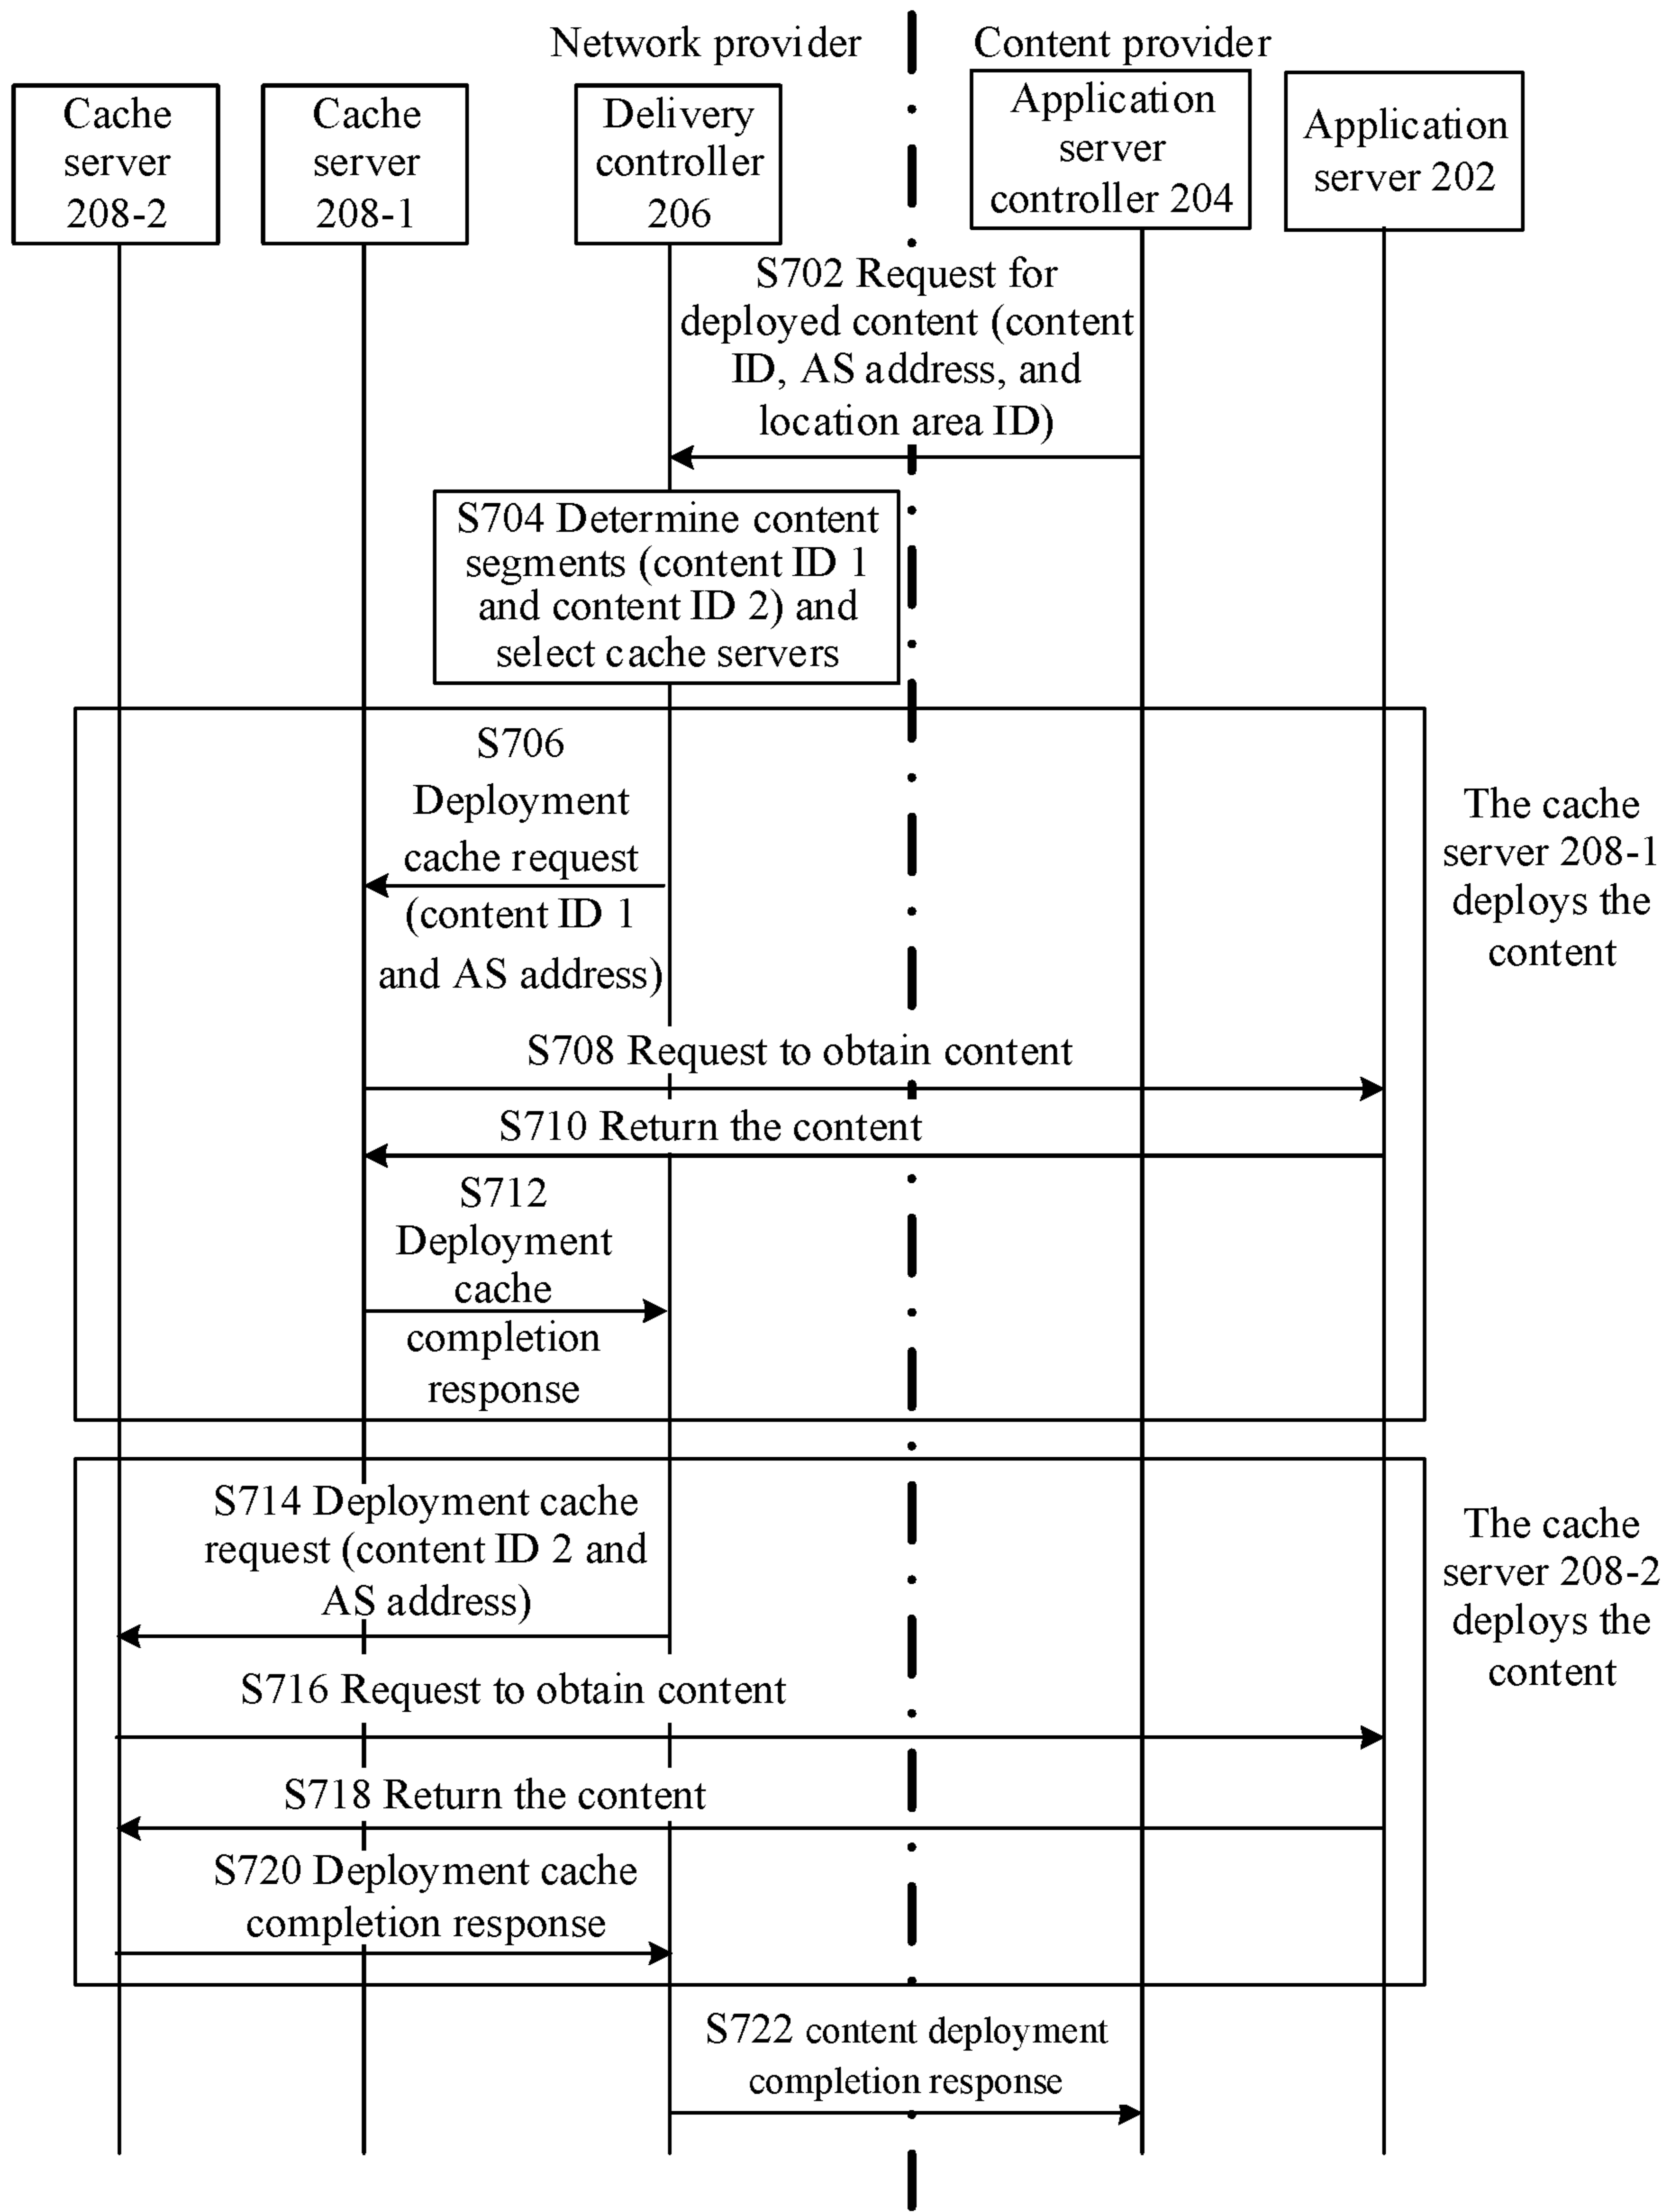 Network provider
Content provider
Cache
server
208-2
Cache
server
208-1
Delivery
controller
206
Application
server
controller 204
Application
server 202
S702 Request for
deployed content (content
ID, AS address, and
location area ID)
S704 Determine content
segments (content ID 1
and content ID 2) and
select cache servers
S706
Deployment
cache request
(content ID 1
and AS address)
The cache
server 208-1
deploys the
content
S708 Request to obtain content
S710 Return the content
S712
Deployment
cache
completion
response
S714 Deployment cache
request (content ID 2 and
AS address)
The cache
server 208-2
deploys the
content
S716 Request to obtain content
S718 Return the content
S720 Deployment cache
completion response
S722 content deployment
completion response